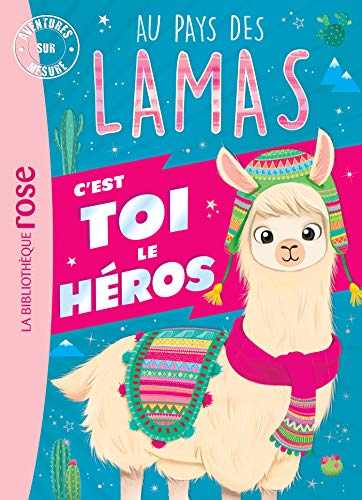 AVENTURES
SUR
MESURE
AU PAYS DES
LAMAS
C'EST
TOI
LE
HÉROS
LA BIBLIOTHÈQUE rose